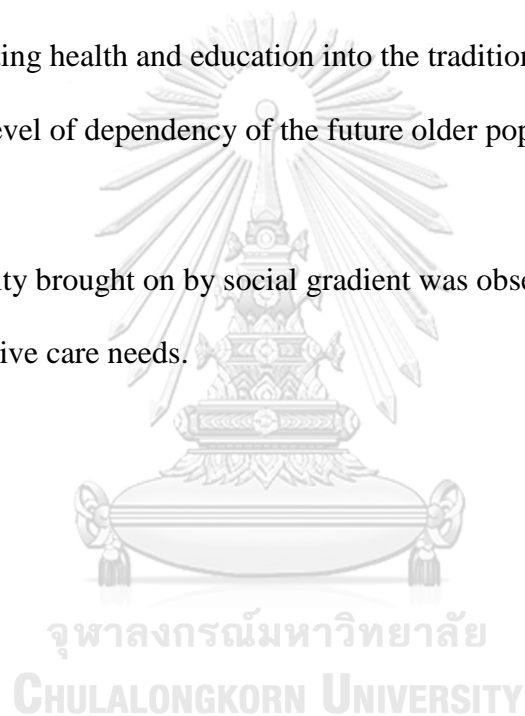 ing health and education into the tradition
evel of dependency of the future older pop
ity brought on by social gradient was obse
ive care needs.
จุฬาลงกรณ์มหาวิทยาลัย
CHULALONGKORN UNIVERSITY